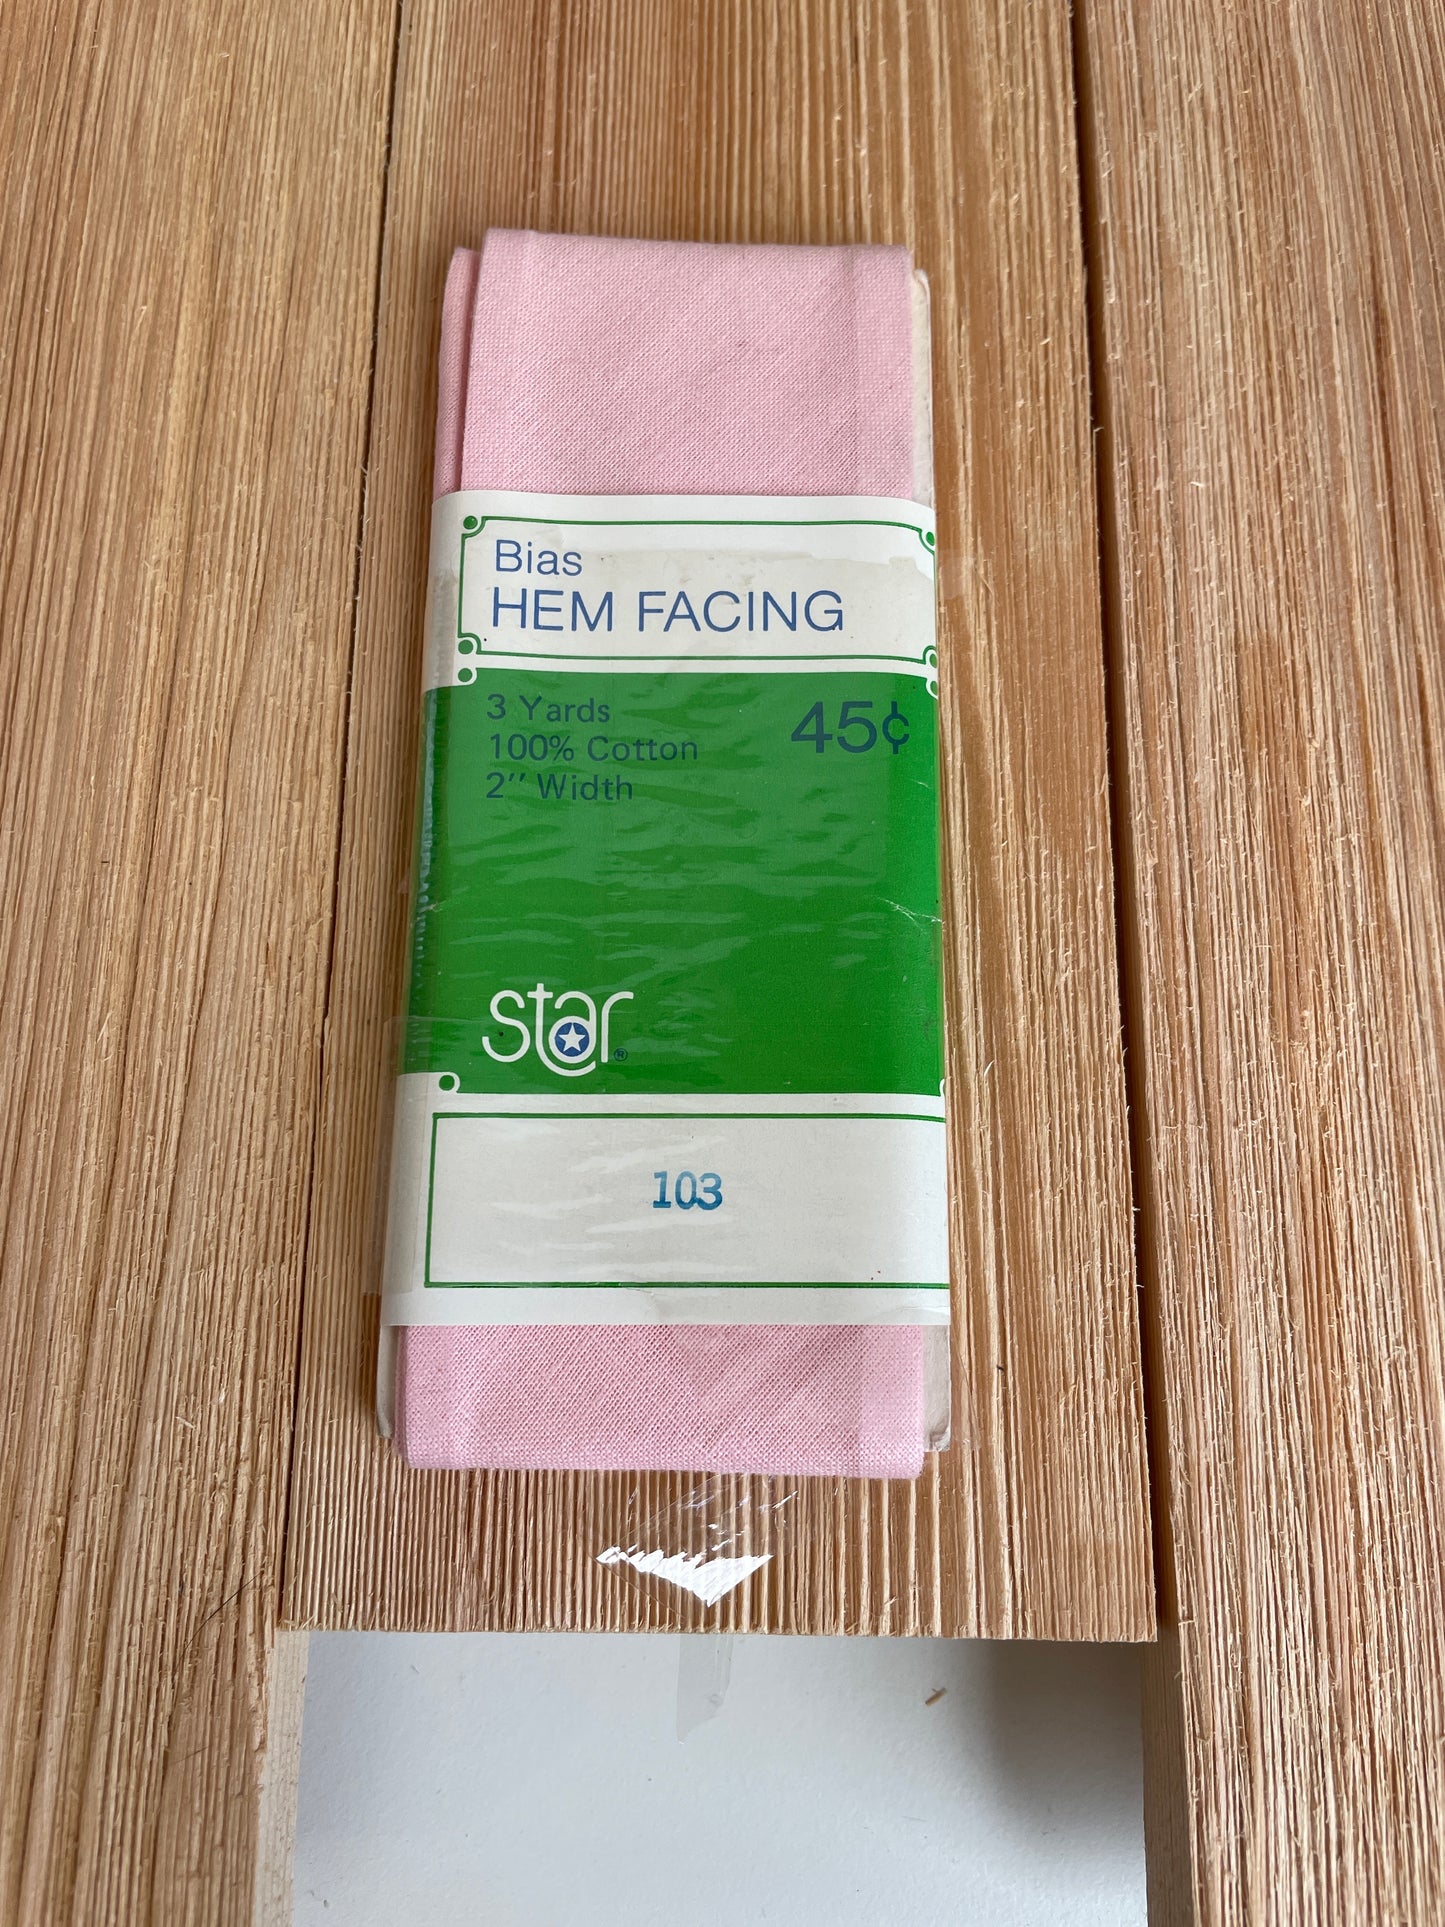 Bias
HEM FACING
3 Yards
45¢
100% Cotton
2" Width
star®
103